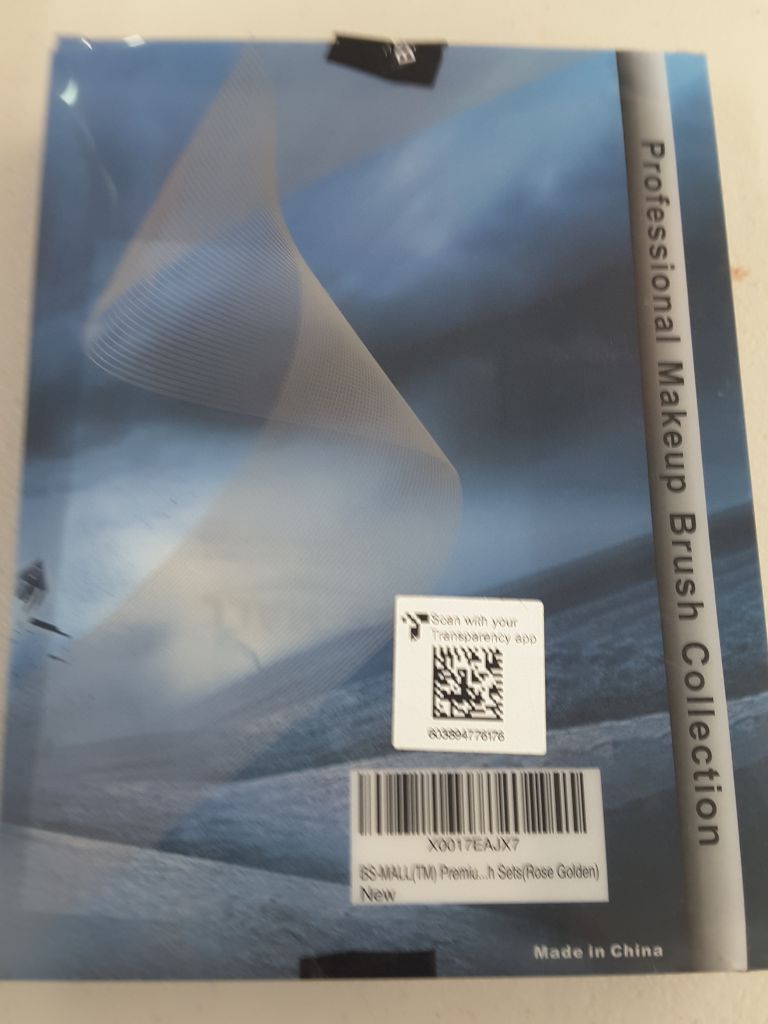 Professional Makeup Brush Collection
Scan with your
Transparency app
603894776176
X0017EAJX7
BS-MALL(TM) Premiu...h Sets(Rose Golden)
New
Made in China